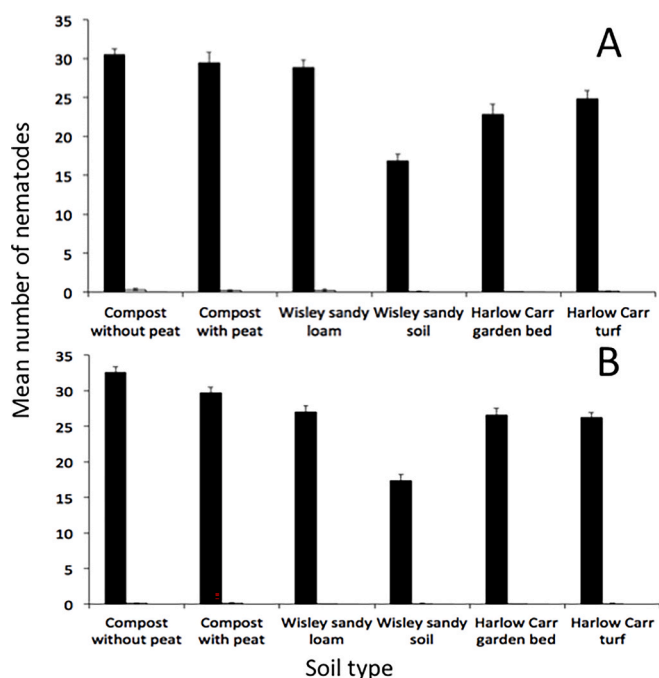 A
35
30
25
20
15
10
5
0
Compost without peat
Compost with peat
Wisley sandy loam
Wisley sandy soil
Harlow Carr garden bed
Harlow Carr turf
Mean number of nematodes
B
35
30
25
20
15
10
5
0
Compost without peat
Compost with peat
Wisley sandy loam
Wisley sandy soil
Harlow Carr garden bed
Harlow Carr turf
Soil type